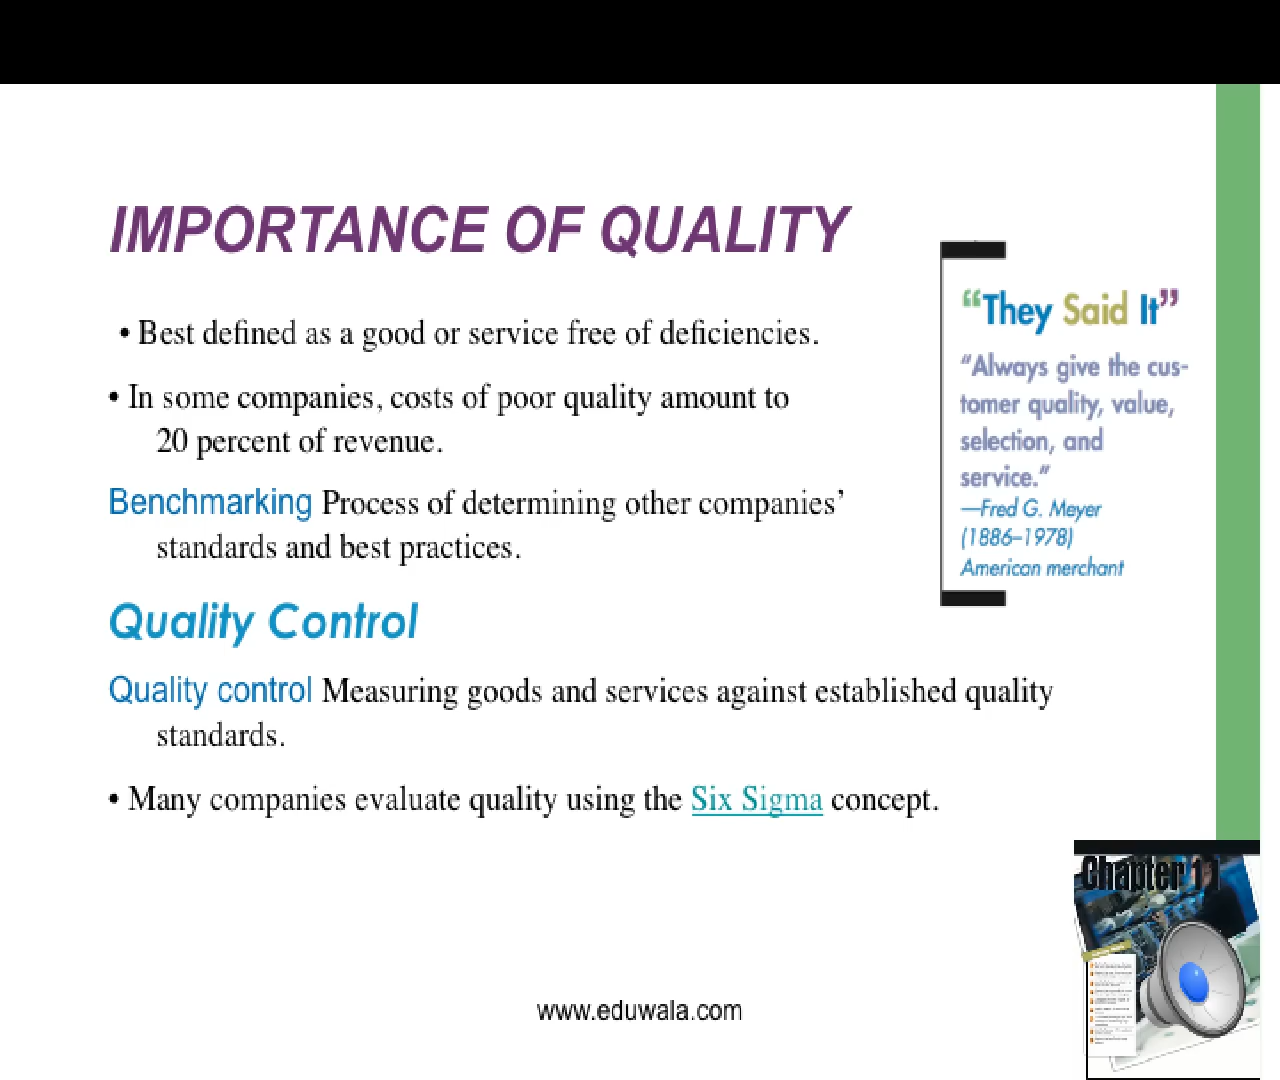 IMPORTANCE OF QUALITY
• Best defined as a good or service free of deficiencies.
• In some companies, costs of poor quality amount to
20 percent of revenue.
Benchmarking Process of determining other companies’
standards and best practices.
Quality Control
Quality control Measuring goods and services against established quality
standards.
• Many companies evaluate quality using the Six Sigma concept.
“They Said It”
“Always give the cus-
tomer quality, value,
selection, and
service.”
—Fred G. Meyer
(1886–1978)
American merchant
Chapter 11
www.eduwala.com